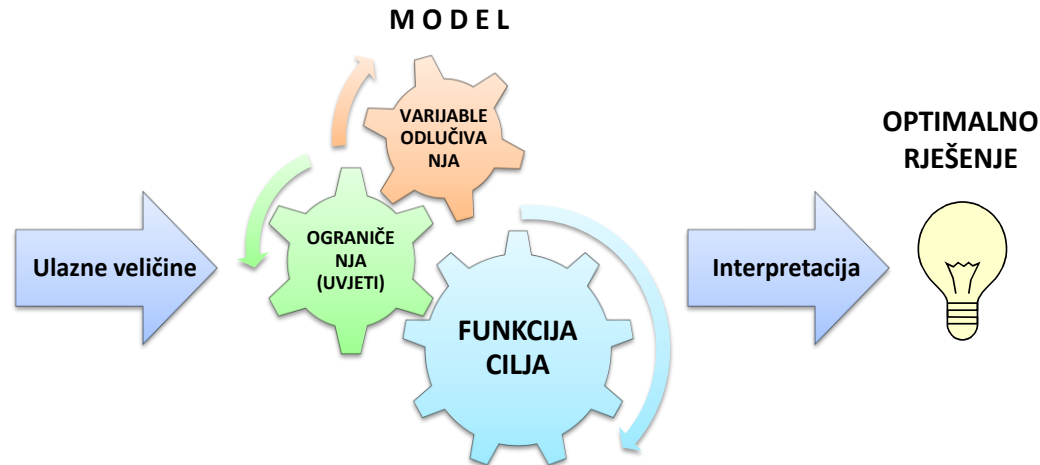 M O D E L
VARIJABLE
ODLUČIVA
NJA
OGRANIČE
NJA
(UVJETI)
FUNKCIJA
CILJA
Ulazne veličine
Interpretacija
OPTIMALNO
RJEŠENJE